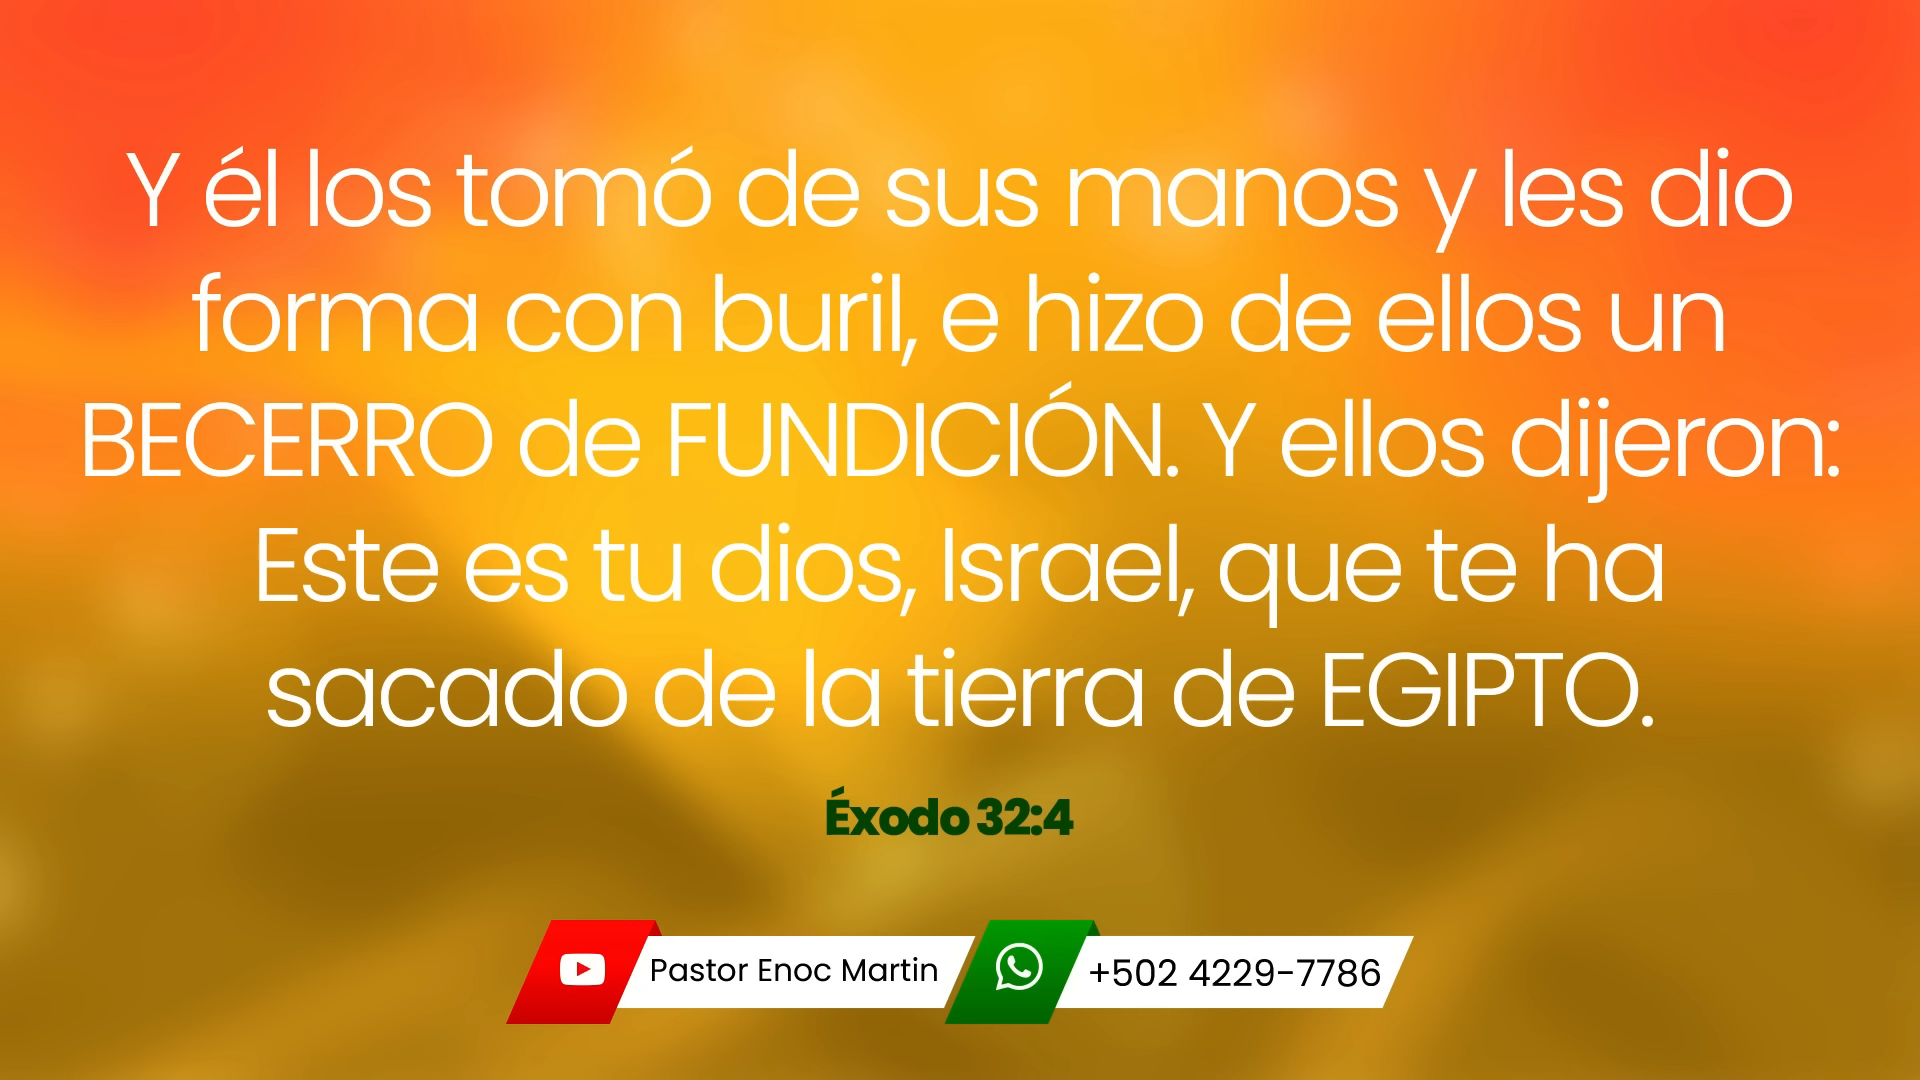 Y él los tomó de sus manos y les dio
forma con buril, e hizo de ellos un
BECERRO de FUNDICIÓN. Y ellos dijeron:
Este es tu dios, Israel, que te ha
sacado de la tierra de EGIPTO.
Éxodo 32:4
Pastor Enoc Martin
+502 4229-7786